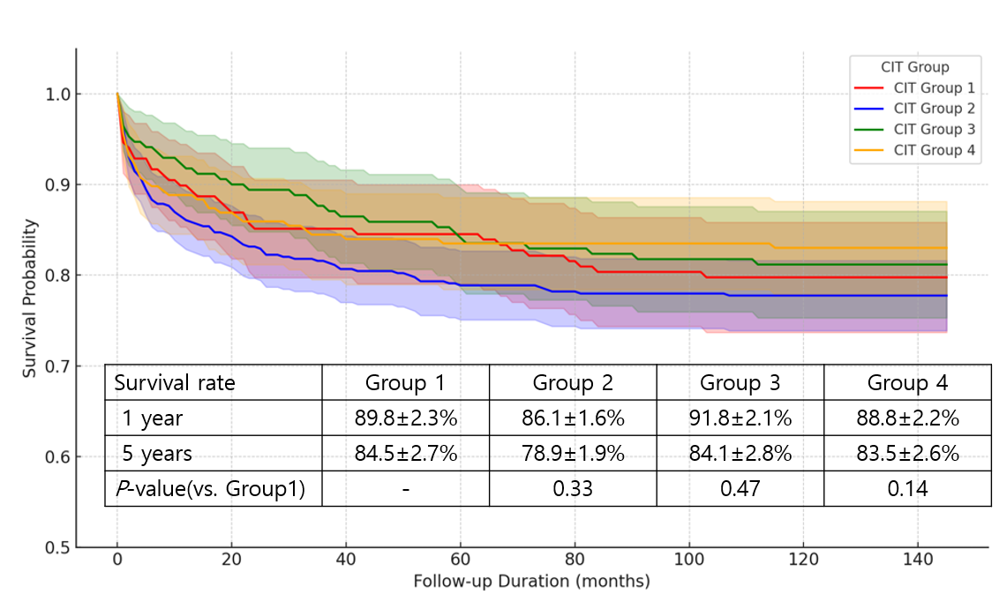 CIT Group
CIT Group 1
CIT Group 2
CIT Group 3
CIT Group 4
1.0
0.9
0.8
0.7
0.6
0.5
Survival Probability
Survival rate Group 1 Group 2 Group 3 Group 4
1 year 89.8±2.3% 86.1±1.6% 91.8±2.1% 88.8±2.2%
5 years 84.5±2.7% 78.9±1.9% 84.1±2.8% 83.5±2.6%
P-value(vs. Group1) - 0.33 0.47 0.14
0 20 40 60 80 100 120 140
Follow-up Duration (months)